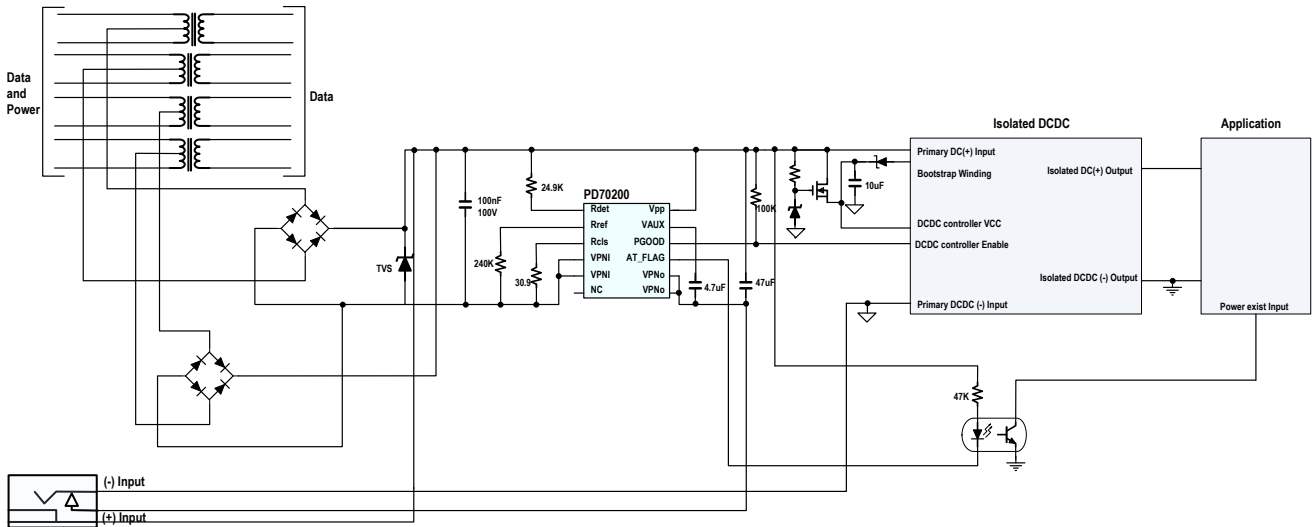 Data
and
Power
Data
TVS
100nF
100V
24.9K
240K
30.9
PD70200
Rdet
Rref
Rcls
VPNI
VPNI
NC
Vpp
VAUX
PGOOD
AT_FLAG
VPNo
VPNo
4.7uF
47uF
100K
10uF
Isolated DCDC
Primary DC(+) Input
Bootstrap Winding
Isolated DC(+) Output
DCDC controller VCC
DCDC controller Enable
Isolated DCDC (-) Output
Primary DCDC (-) Input
Application
Power exist Input
47K
(-) Input
(+) Input